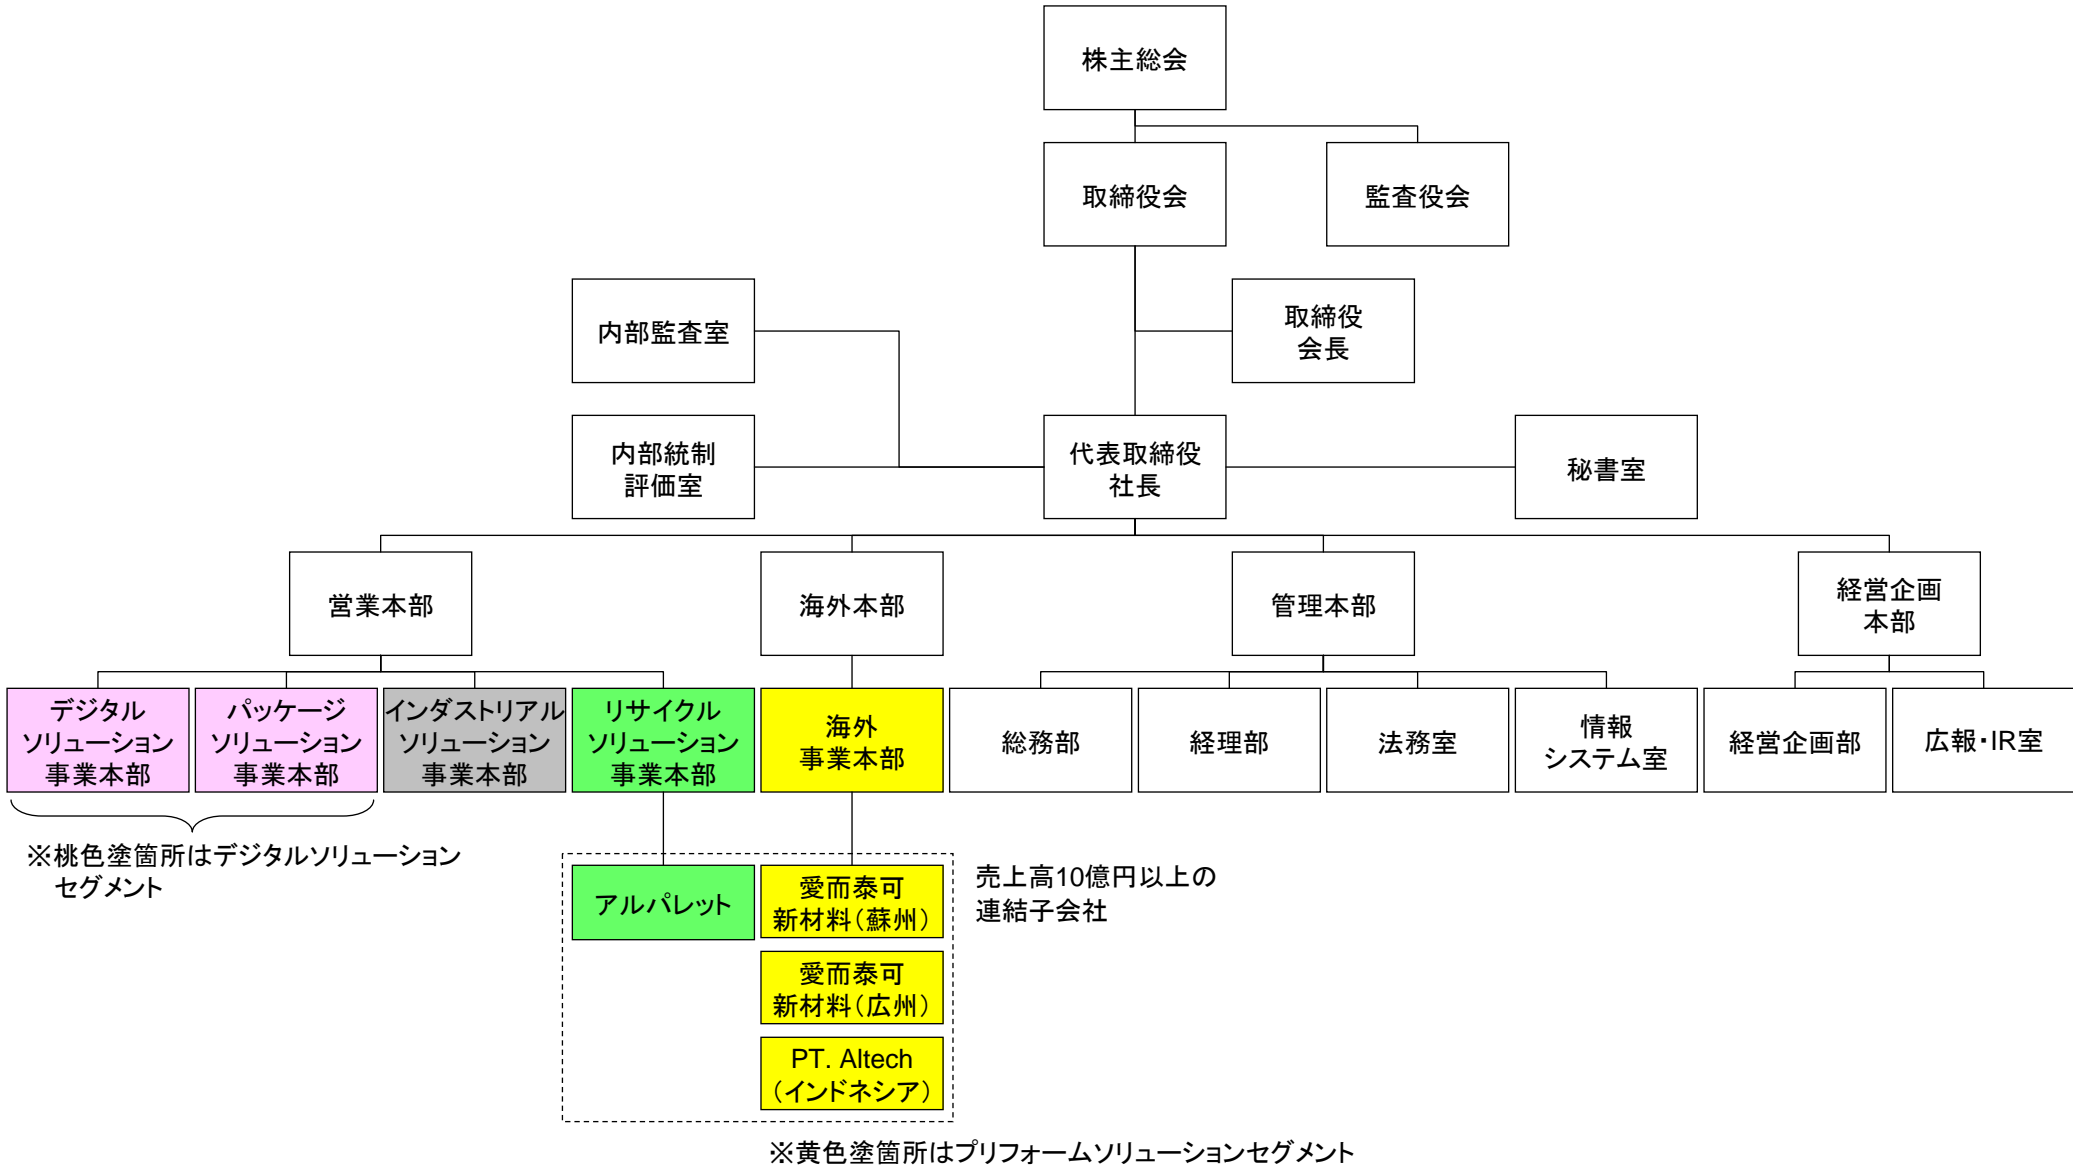 株主総会
取締役会
監査役会
内部監査室
取締役
会長
内部統制
評価室
代表取締役
社長
秘書室
営業本部
海外本部
管理本部
経営企画
本部
デジタル
ソリューション
事業本部
パッケージ
ソリューション
事業本部
インダストリアル
ソリューション
事業本部
リサイクル
ソリューション
事業本部
海外
事業本部
総務部
経理部
法務室
情報
システム室
経営企画部
広報・IR室
※桃色塗箇所はデジタルソリューション
セグメント
アルパレット
愛而泰可
新材料（蘇州）
売上高10億円以上の
連結子会社
愛而泰可
新材料（広州）
PT. Altech
（インドネシア）
※黄色塗箇所はプリフォームソリューションセグメント